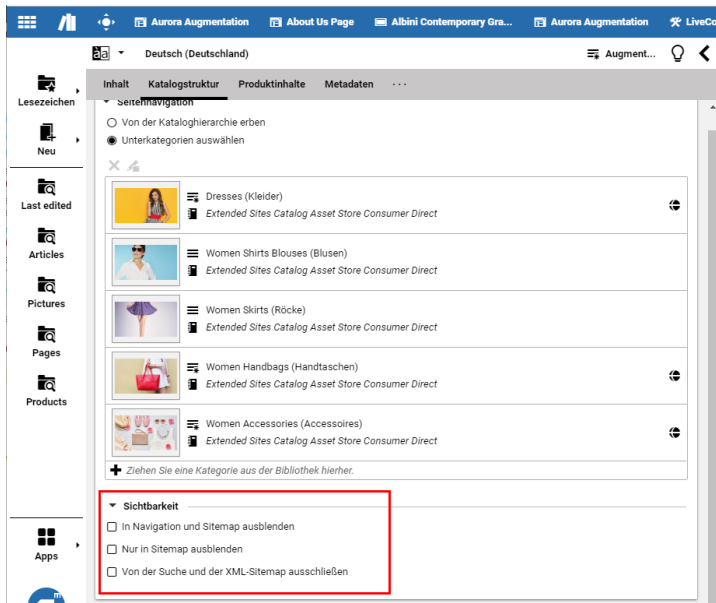 Aurora Augmentation
About Us Page
Albini Contemporary Gra...
Aurora Augmentation
LiveCo
Deutsch (Deutschland)
Augment...
Inhalt
Katalogstruktur
Produktinhalte
Metadaten
...
Lesezeichen
Neu
Last edited
Articles
Pictures
Pages
Products
Apps
Seitennavigation
Von der Kataloghierarchie erben
Unterkategorien auswählen
Dresses (Kleider)
Extended Sites Catalog Asset Store Consumer Direct
Women Shirts Blouses (Blusen)
Extended Sites Catalog Asset Store Consumer Direct
Women Skirts (Röcke)
Extended Sites Catalog Asset Store Consumer Direct
Women Handbags (Handtaschen)
Extended Sites Catalog Asset Store Consumer Direct
Women Accessories (Accessoires)
Extended Sites Catalog Asset Store Consumer Direct
Ziehen Sie eine Kategorie aus der Bibliothek hierher.
Sichtbarkeit
In Navigation und Sitemap ausblenden
Nur in Sitemap ausblenden
Von der Suche und der XML-Sitemap ausschließen